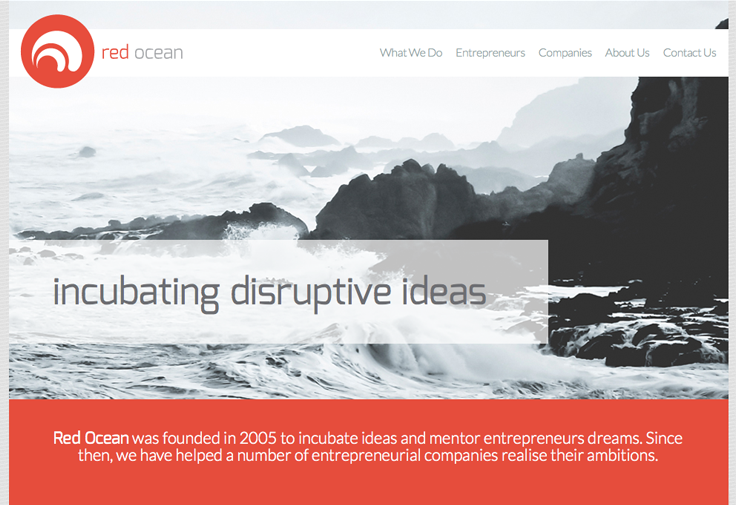 red ocean
What We Do Entrepreneurs Companies About Us Contact Us
incubating disruptive ideas
Red Ocean was founded in 2005 to incubate ideas and mentor entrepreneurs dreams. Since
then, we have helped a number of entrepreneurial companies realise their ambitions.